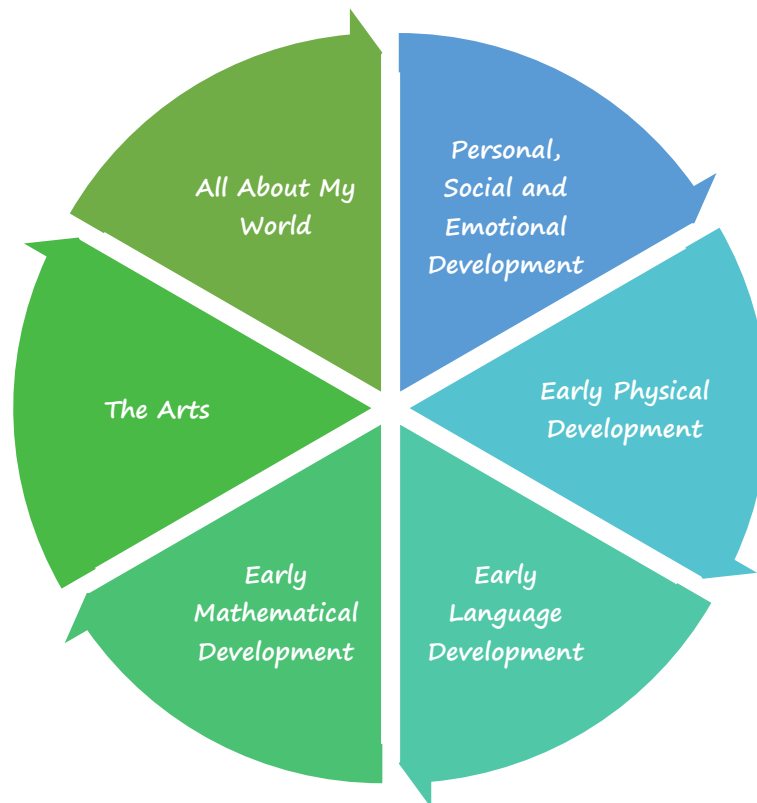 Personal,
Social and
Emotional
Development
Early Physical
Development
Early
Language
Development
Early
Mathematical
Development
The Arts
All About My
World